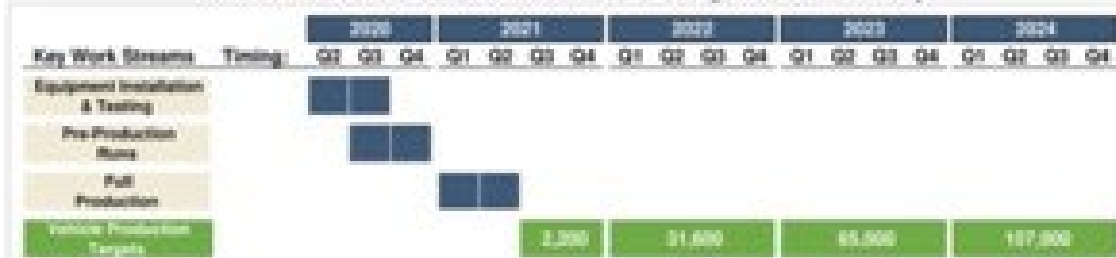 2020 2021 2022 2023 2024
Key Work Streams Timing: Q2 Q3 Q4 Q1 Q2 Q3 Q4 Q1 Q2 Q3 Q4 Q1 Q2 Q3 Q4 Q1 Q2 Q3 Q4
Equipment Installation
& Testing
Pre-Production
Runs
Full
Production
Vehicle Production
Targets
2,200 31,600 65,000 107,000